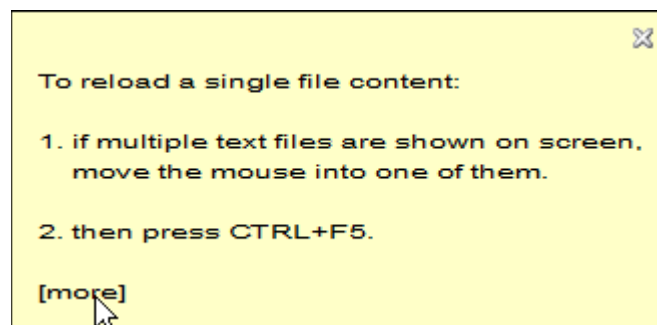 To reload a single file content:
1. if multiple text files are shown on screen,
move the mouse into one of them.
2. then press CTRL+F5.
[more]